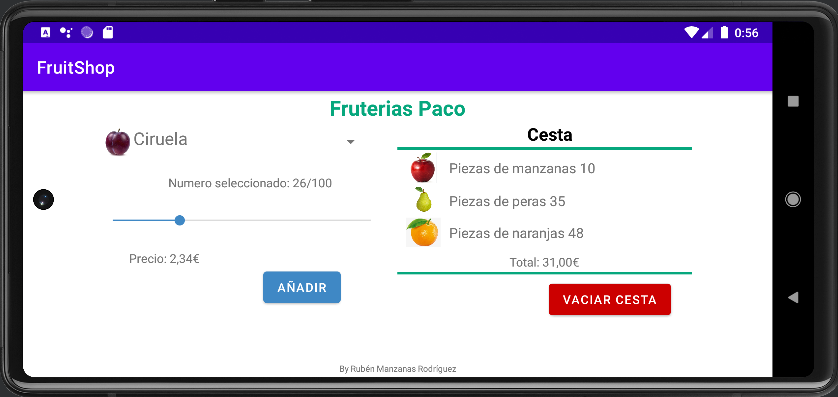 0:56
FruitShop
Fruterias Paco
Ciruela
Numero seleccionado: 26/100
Precio: 2,34€
AÑADIR
Cesta
Piezas de manzanas 10
Piezas de peras 35
Piezas de naranjas 48
Total: 31,00€
VACIAR CESTA
By Rubén Manzanas Rodríguez